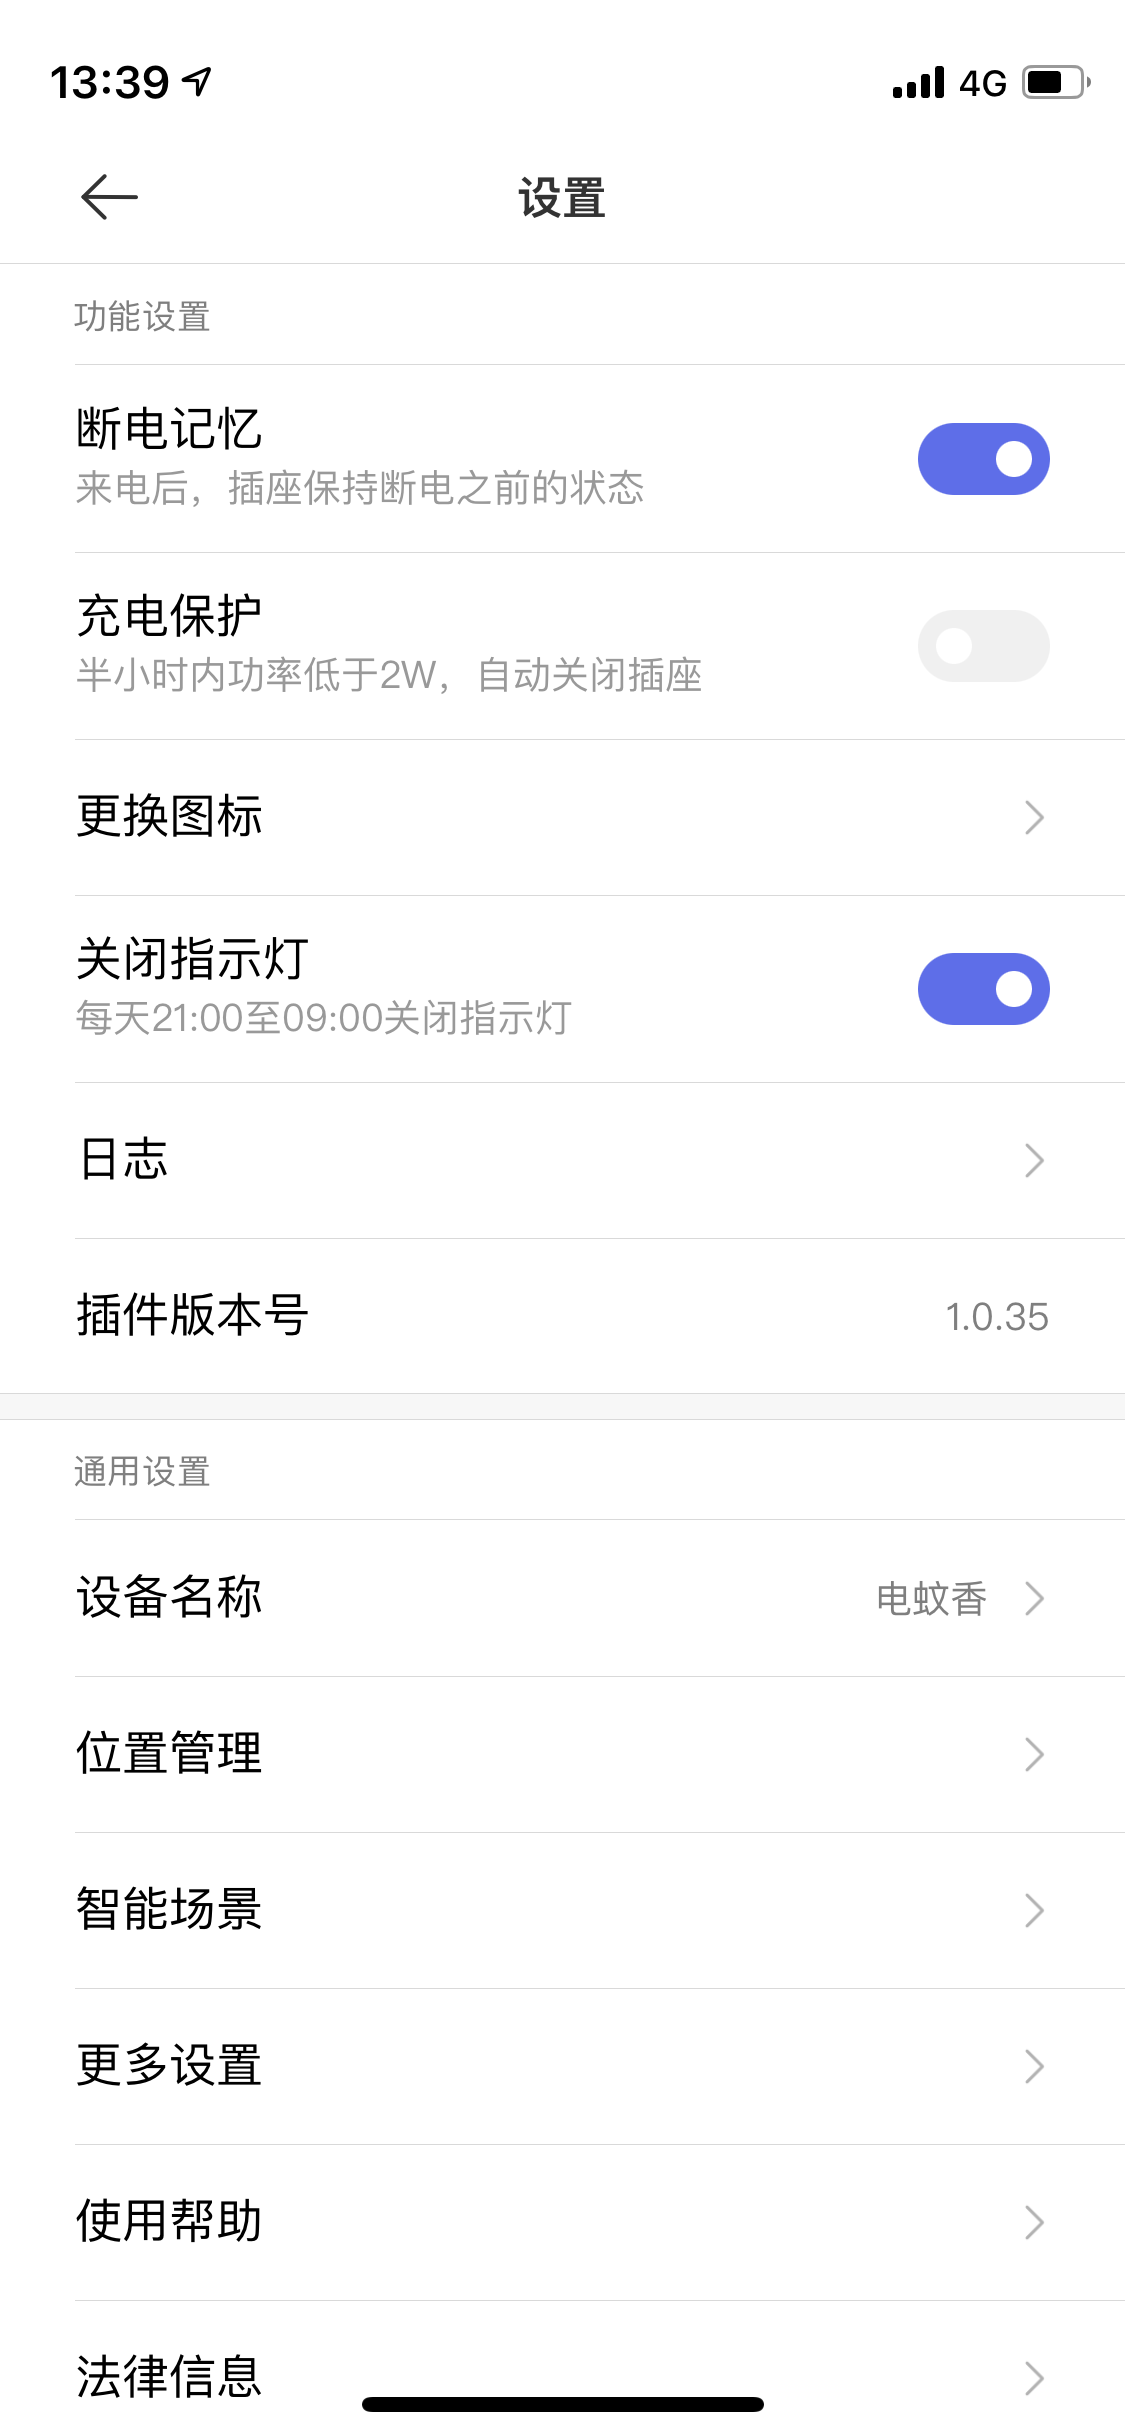 13:39
4G
设置
功能设置
断电记忆
来电后，插座保持断电之前的状态
充电保护
半小时内功率低于2W，自动关闭插座
更换图标
关闭指示灯
每天21:00至09:00关闭指示灯
日志
插件版本号
1.0.35
通用设置
设备名称
电蚊香
位置管理
智能场景
更多设置
使用帮助
法律信息